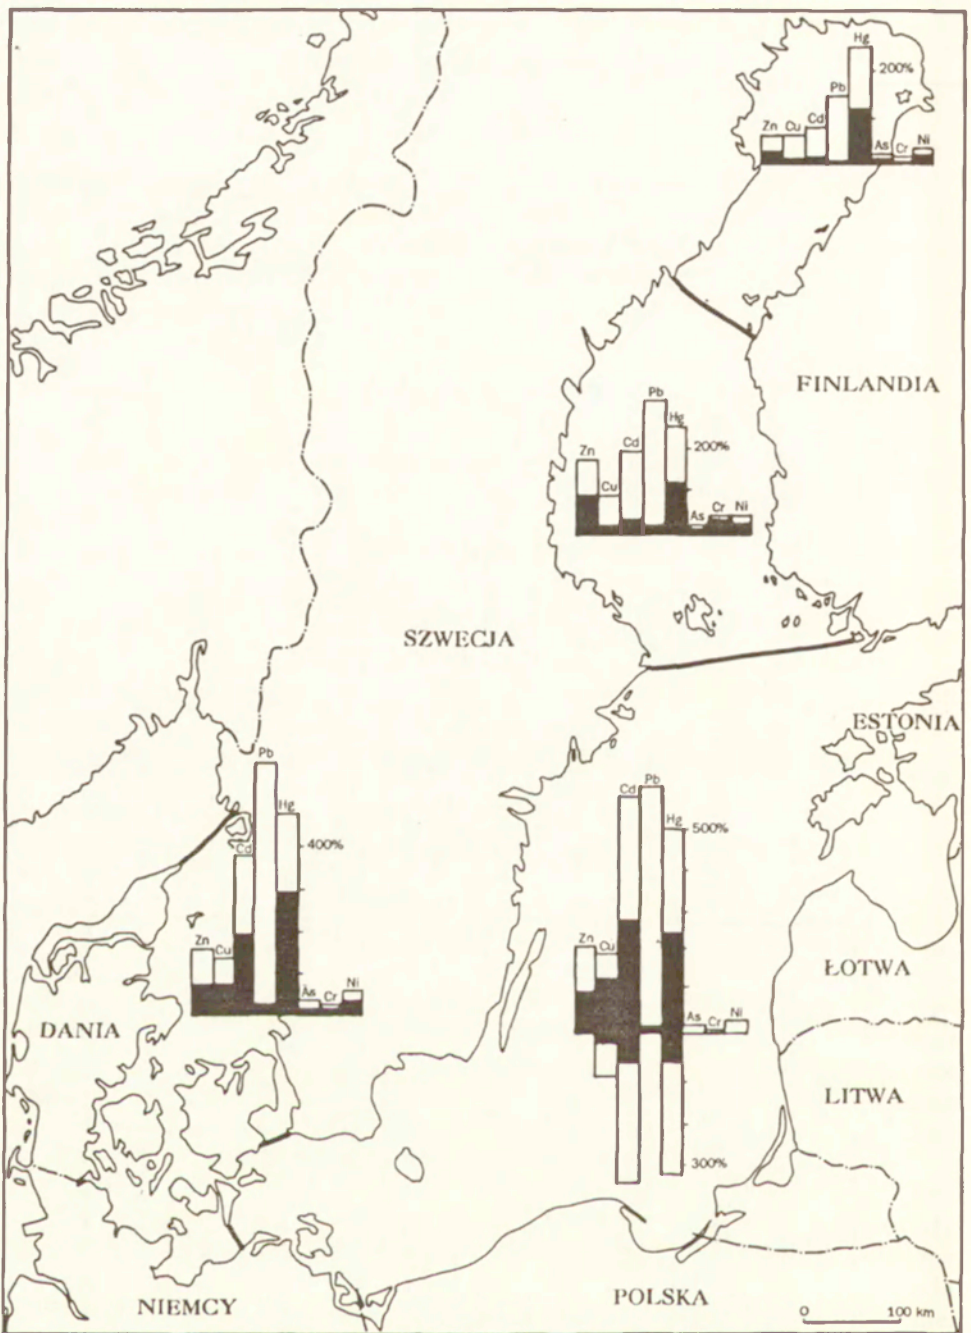 Hg
200%
Pb
Zn Cu Cd
As Cr Ni
FINLANDIA
Pb
Hg
200%
Cd
Zn
Cu
As Cr Ni
SZWECJA
ESTONIA
Pb
Hg
400%
Cd
Zn Cu
As Cr Ni
Cd Pb
Hg
500%
Zn Cu
As Cr Ni
300%
DANIA
ŁOTWA
LITWA
NIEMCY
POLSKA
0 100 km